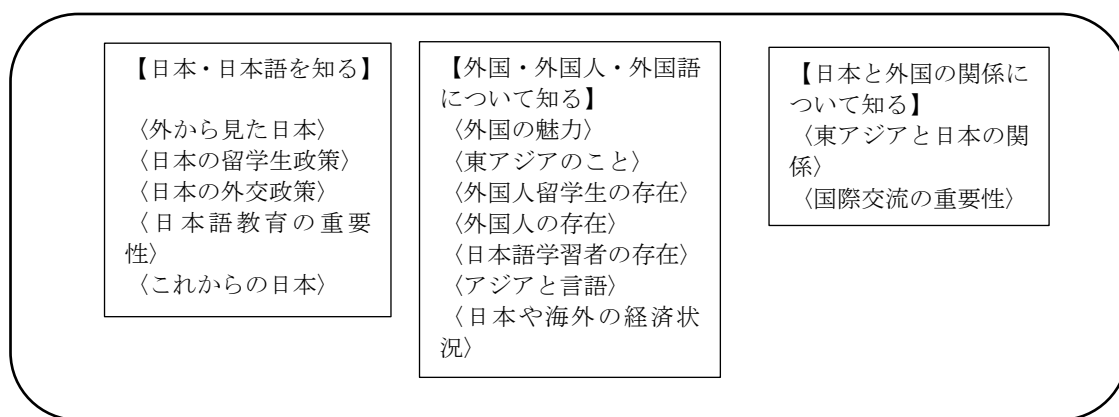 【日本・日本語を知る】
〈外から見た日本〉
〈日本の留学生政策〉
〈日本の外交政策〉
〈日本語教育の重要
性〉
〈これからの日本〉
【外国・外国人・外国語
について知る】
〈外国の魅力〉
〈東アジアのこと〉
〈外国人留学生の存在〉
〈外国人の存在〉
〈日本語学習者の存在〉
〈アジアと言語〉
〈日本や海外の経済状
況〉
【日本と外国の関係に
ついて知る】
〈東アジアと日本の関
係〉
〈国際交流の重要性〉